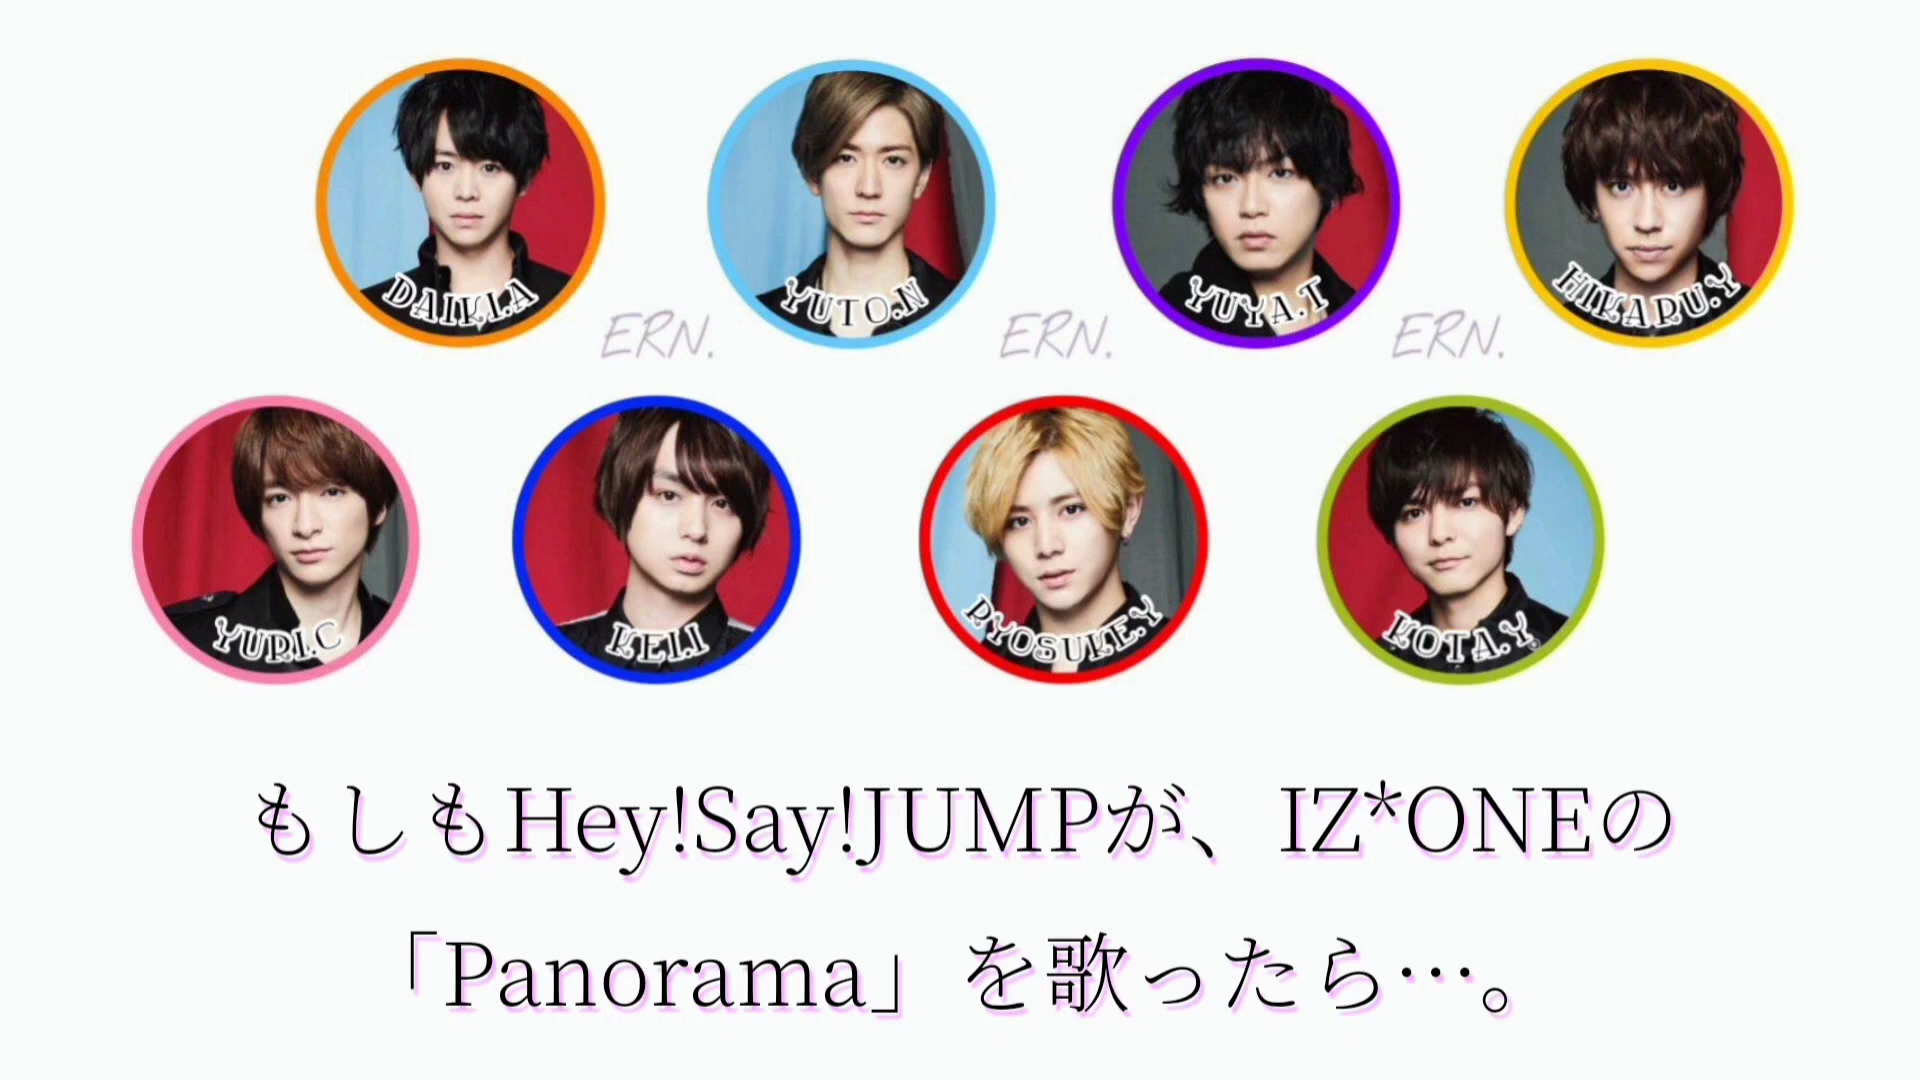 DAIKI.A
YUTO.N
YUYA.T
HIKARU.Y
ERN.
ERN.
ERN.
YURI.C
KEI.I
RYOSUKE.Y
KOTA.Y
もしもHey!Say!JUMPが、IZ*ONEの
「Panorama」を歌ったら…。